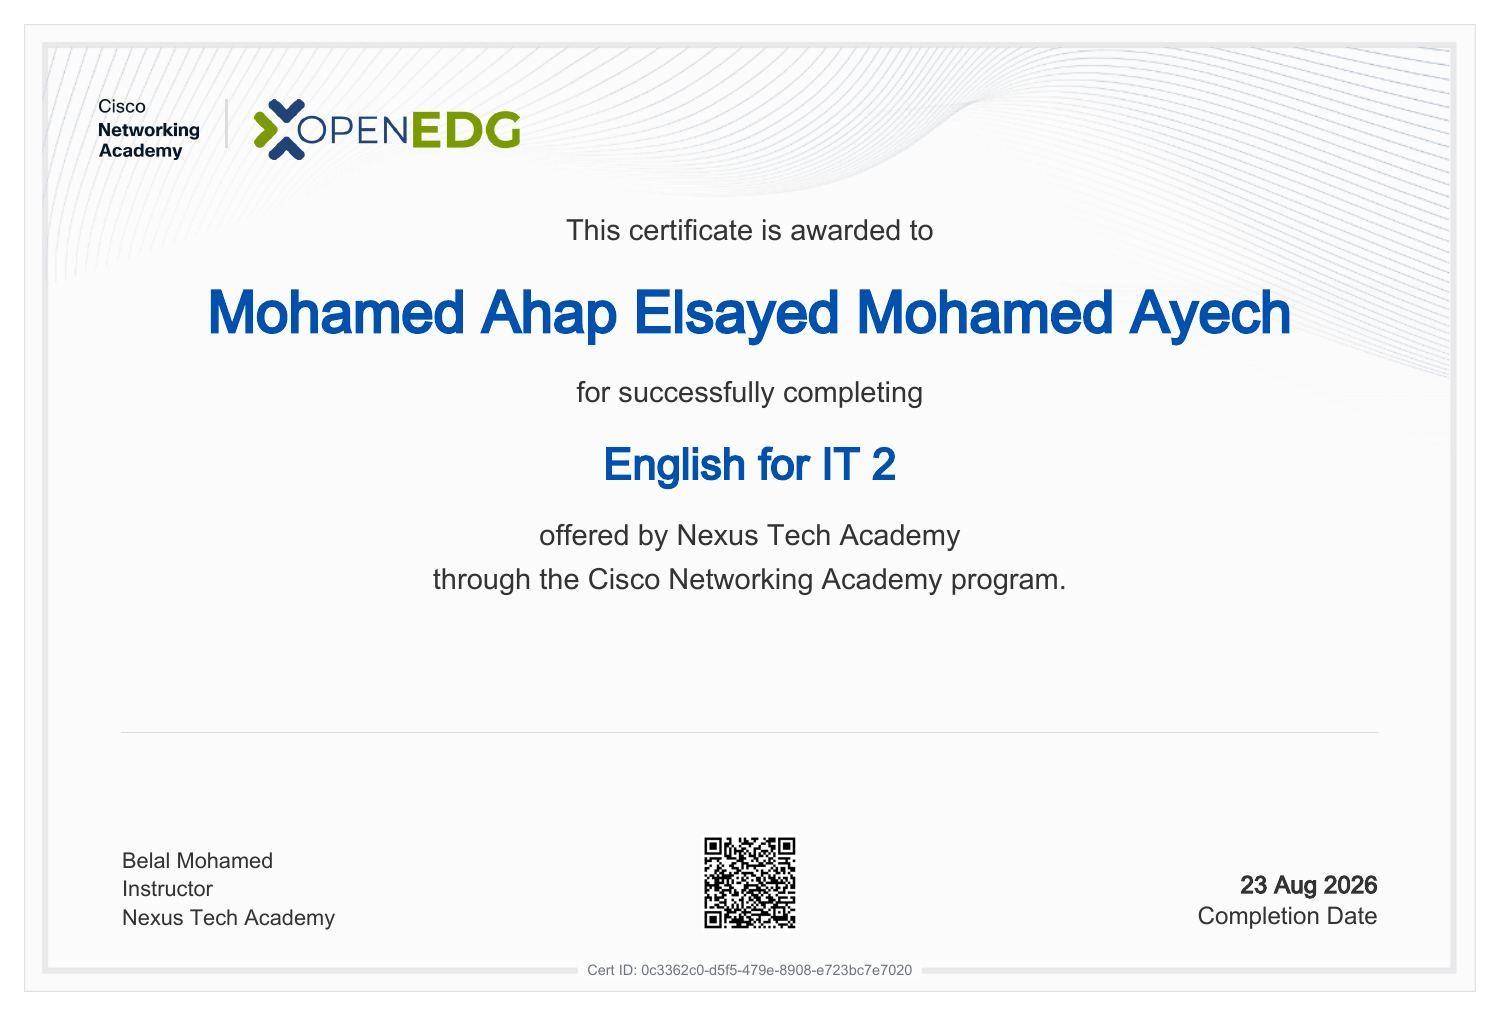 Cisco
Networking
Academy
OPENEDG
This certificate is awarded to
Mohamed Ahap Elsayed Mohamed Ayech
for successfully completing
English for IT 2
offered by Nexus Tech Academy
through the Cisco Networking Academy program.
Belal Mohamed
Instructor
Nexus Tech Academy
23 Aug 2026
Completion Date
Cert ID: 0c3362c0-d5f5-479e-8908-e723bc7e7020